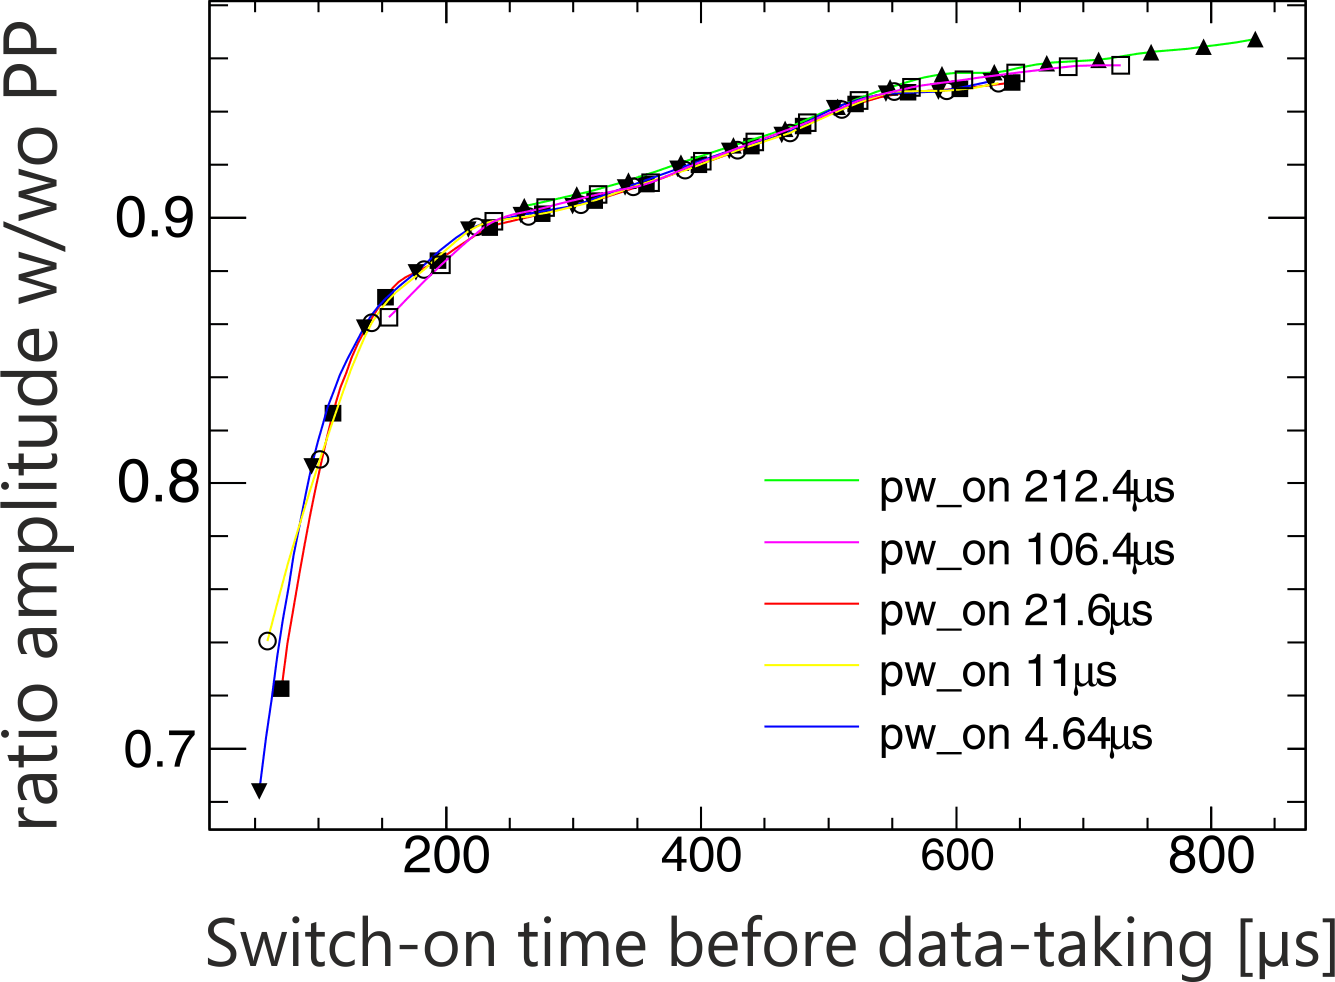 ratio amplitude w/wo PP
0.9
0.8
0.7
pw_on 212.4µs
pw_on 106.4µs
pw_on 21.6µs
pw_on 11µs
pw_on 4.64µs
200 400 600 800
Switch-on time before data-taking [µs]